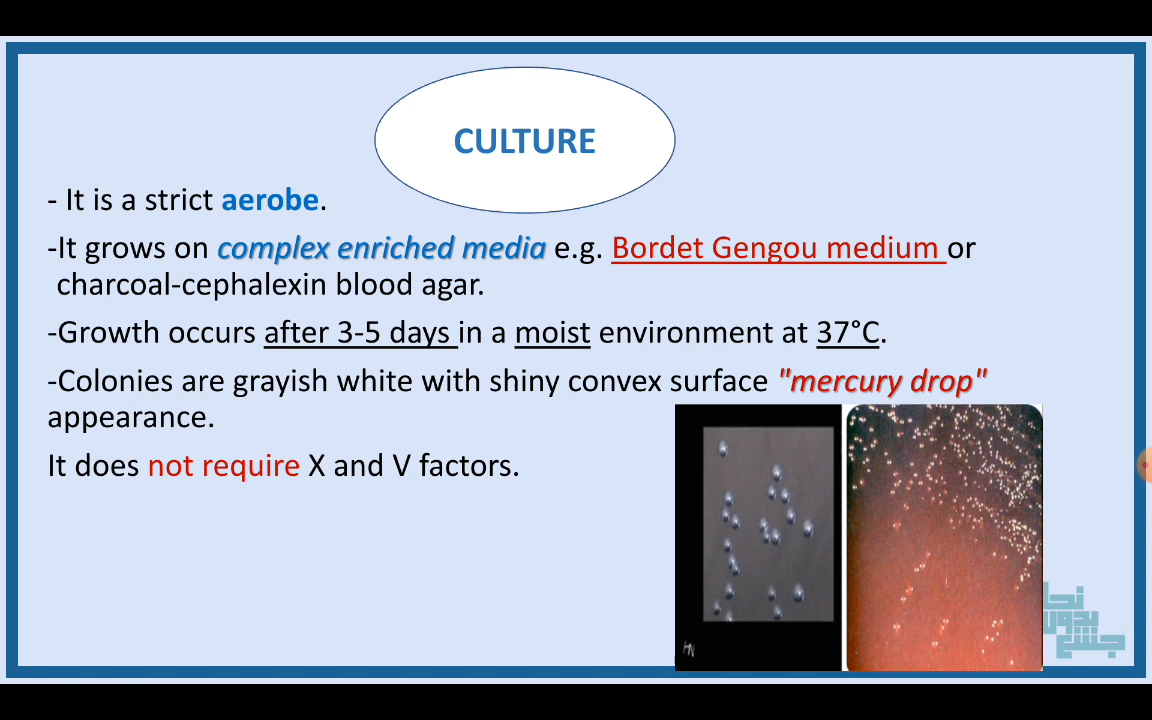 CULTURE
- It is a strict aerobe.
-It grows on complex enriched media e.g. Bordet Gengou medium or
charcoal-cephalexin blood agar.
-Growth occurs after 3-5 days in a moist environment at 37°C.
-Colonies are grayish white with shiny convex surface "mercury drop"
appearance.
It does not require X and V factors.
بدون
جشع